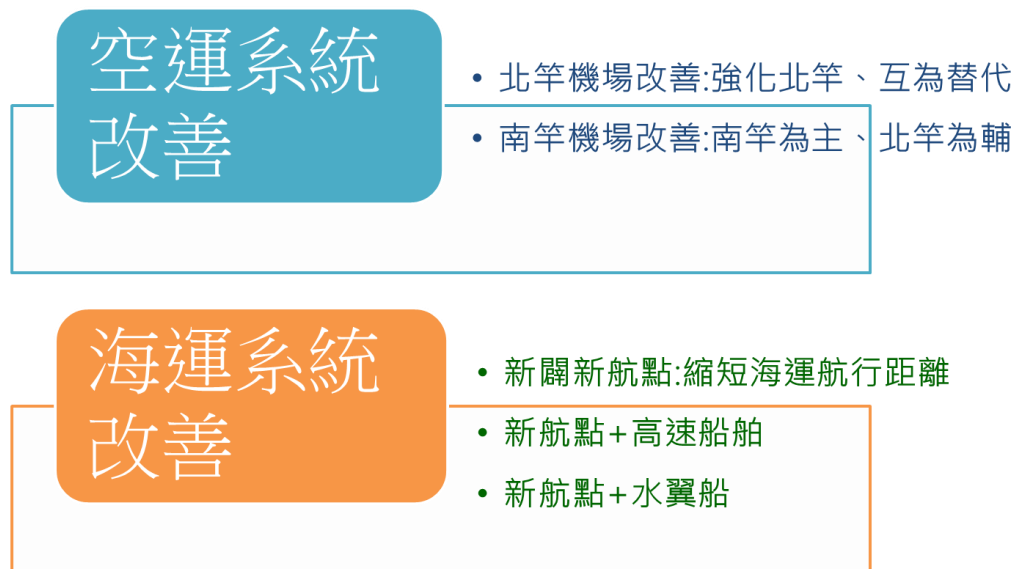 空運系統
改善
• 北竿機場改善:強化北竿、互為替代
• 南竿機場改善:南竿為主、北竿為輔
海運系統
改善
• 新闢新航點:縮短海運航行距離
• 新航點+高速船舶
• 新航點+水翼船